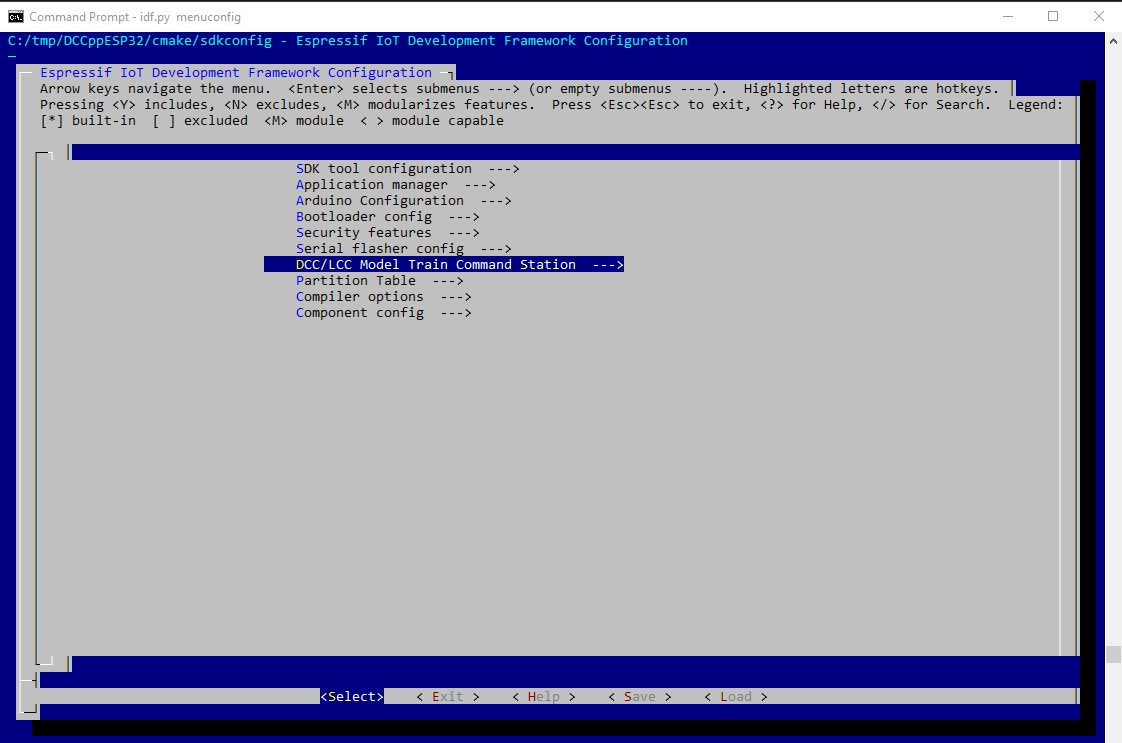 Command Prompt - idf.py menuconfig
C:/tmp/DCCppESP32/cmake/sdkconfig - Espressif IoT Development Framework Configuration
Espressif IoT Development Framework Configuration
Arrow keys navigate the menu.  <Enter> selects submenus ---> (or empty submenus ----).  Highlighted letters are hotkeys.
Pressing <Y> includes, <N> excludes, <M> modularizes features.  Press <Esc><Esc> to exit, <?> for Help, </> for Search.  Legend:
[*] built-in  [ ] excluded  <M> module  < > module capable
SDK tool configuration  --->
Application manager  --->
Arduino Configuration  --->
Bootloader config  --->
Security features  --->
Serial flasher config  --->
DCC/LCC Model Train Command Station  --->
Partition Table  --->
Compiler options  --->
Component config  --->
<Select>    < Exit >    < Help >    < Save >    < Load >